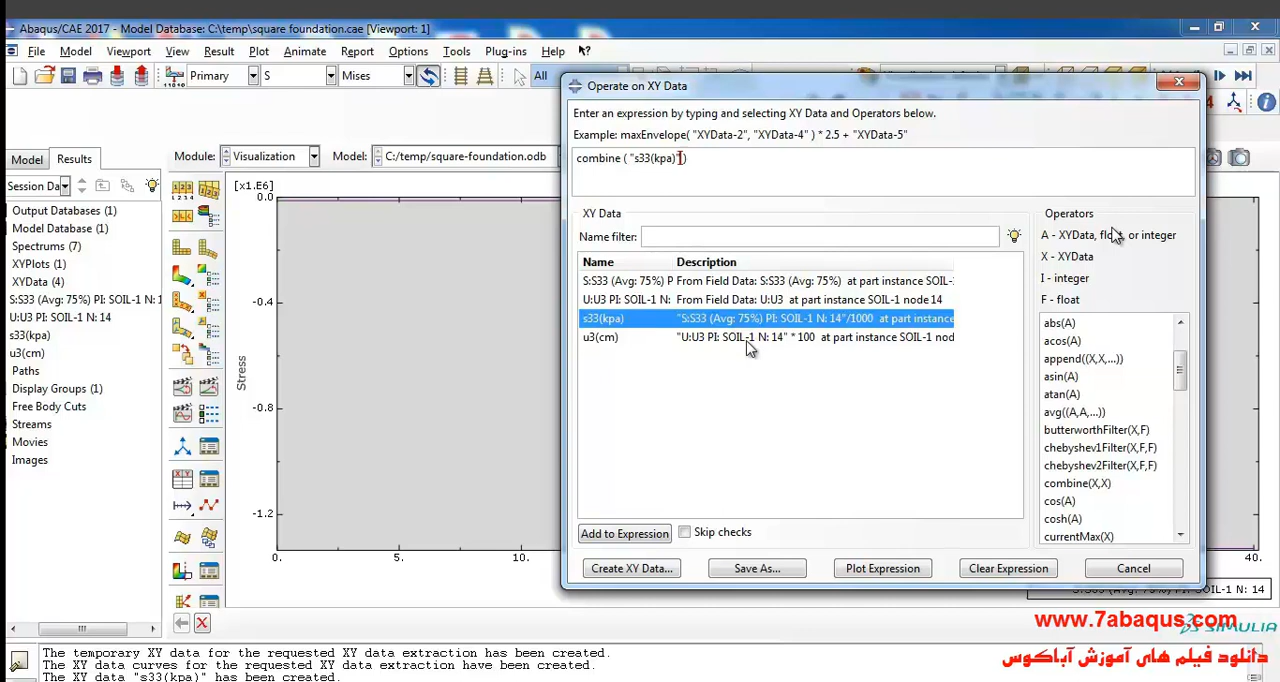 Abaqus/CAE 2017 - Model Database: C:\temp\square foundation.cae [Viewport: 1]
File Model Viewport View Result Plot Animate Report Options Tools Plug-ins Help
Primary S Mises All
Model Results
Module: Visualization Model: C:/temp/square-foundation.odb
Session Da
Output Databases (1)
Model Database (1)
Spectrums (7)
XYPlots (1)
XYData (4)
S:S33 (Avg: 75%) PI: SOIL-1 N: 14
U:U3 PI: SOIL-1 N: 14
s33(kpa)
u3(cm)
Paths
Display Groups (1)
Free Body Cuts
Streams
Movies
Images
[x1.E6]
0.0
-0.4
-0.8
-1.2
Stress
0. 5. 10. 40.
Operate on XY Data
Enter an expression by typing and selecting XY Data and Operators below.
Example: maxEnvelope( "XYData-2", "XYData-4" ) * 2.5 + "XYData-5"
combine ( "s33(kpa)")
XY Data
Name filter:
Name Description
S:S33 (Avg: 75%) P From Field Data: S:S33 (Avg: 75%) at part instance SOIL-
U:U3 PI: SOIL-1 N: From Field Data: U:U3 at part instance SOIL-1 node 14
s33(kpa) "S:S33 (Avg: 75%) PI: SOIL-1 N: 14"/1000 at part instance
u3(cm) "U:U3 PI: SOIL-1 N: 14" * 100 at part instance SOIL-1 nod
Add to Expression Skip checks
Operators
A - XYData, float, or integer
X - XYData
I - integer
F - float
abs(A)
acos(A)
append((X,X,...))
asin(A)
atan(A)
avg((A,A,...))
butterworthFilter(X,F)
chebyshev1Filter(X,F,F)
chebyshev2Filter(X,F,F)
combine(X,X)
cos(A)
cosh(A)
currentMax(X)
Create XY Data... Save As... Plot Expression Clear Expression Cancel
S:S33 (Avg: 75%) PI: SOIL-1 N: 14
www.7abaqus.com
SIMULIA
دانلود فیلم های آموزش آباکوس
The temporary XY data for the requested XY data extraction has been created.
The XY data curves for the requested XY data extraction have been created.
The XY data "s33(kpa)" has been created.